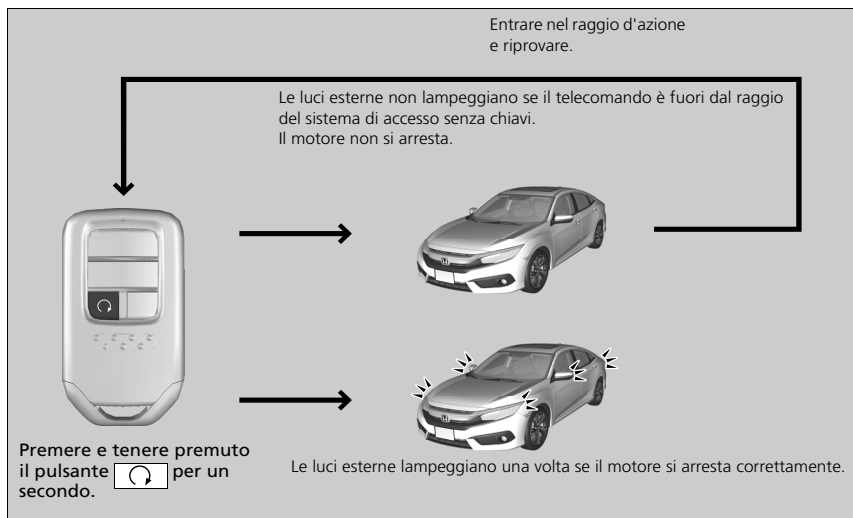 Entrare nel raggio d'azione
e riprovare.
Le luci esterne non lampeggiano se il telecomando è fuori dal raggio
del sistema di accesso senza chiavi.
Il motore non si arresta.
Premere e tenere premuto
il pulsante per un
secondo.
Le luci esterne lampeggiano una volta se il motore si arresta correttamente.